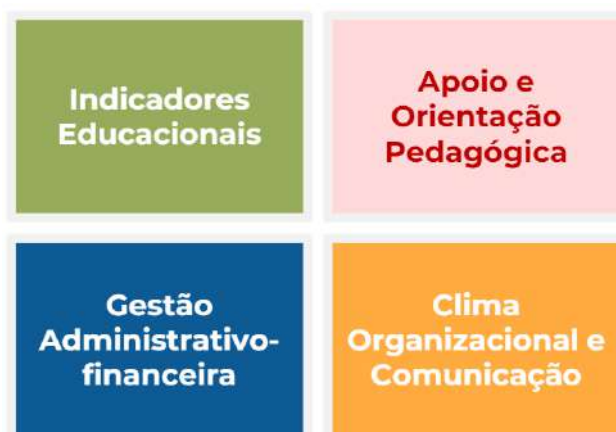 Indicadores
Educacionais
Apoio e
Orientação
Pedagógica
Gestão
Administrativo-
financeira
Clima
Organizacional e
Comunicação